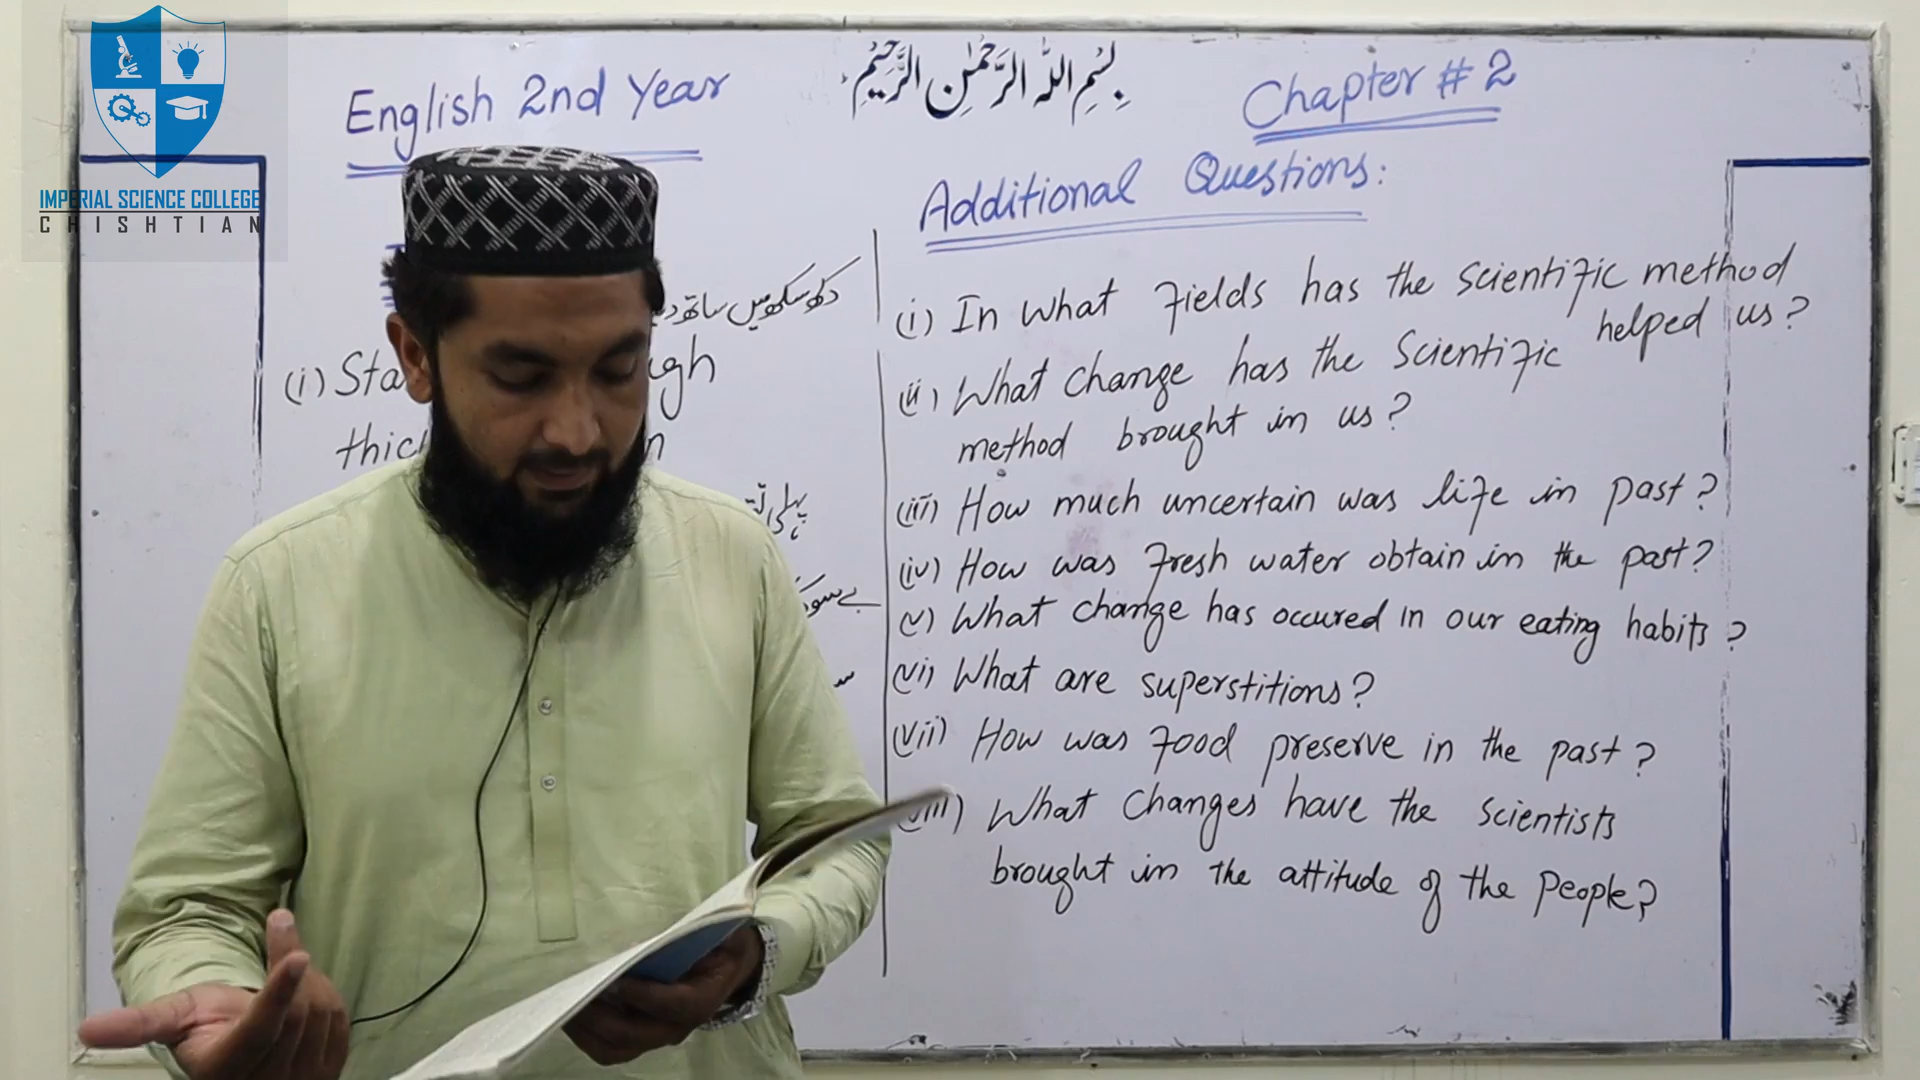 IMPERIAL SCIENCE COLLEGE
CHISHTIAN
English 2nd Year
بِسْمِ اللّٰهِ الرَّحْمٰنِ الرَّحِيْمِ
Chapter # 2
دکھ سکھ میں ساتھ
(i)
thic
Additional Questions:
(i) In what fields has the scientific method
helped us?
(ii) What change has the Scientific
method brought in us?
(iii) How much uncertain was life in past?
(iv) How was fresh water obtain in the past?
(v) What change has occured in our eating habits?
(vi) What are superstitions?
(vii) How was food preserve in the past?
What changes have the scientists
brought in the attitude of the People?